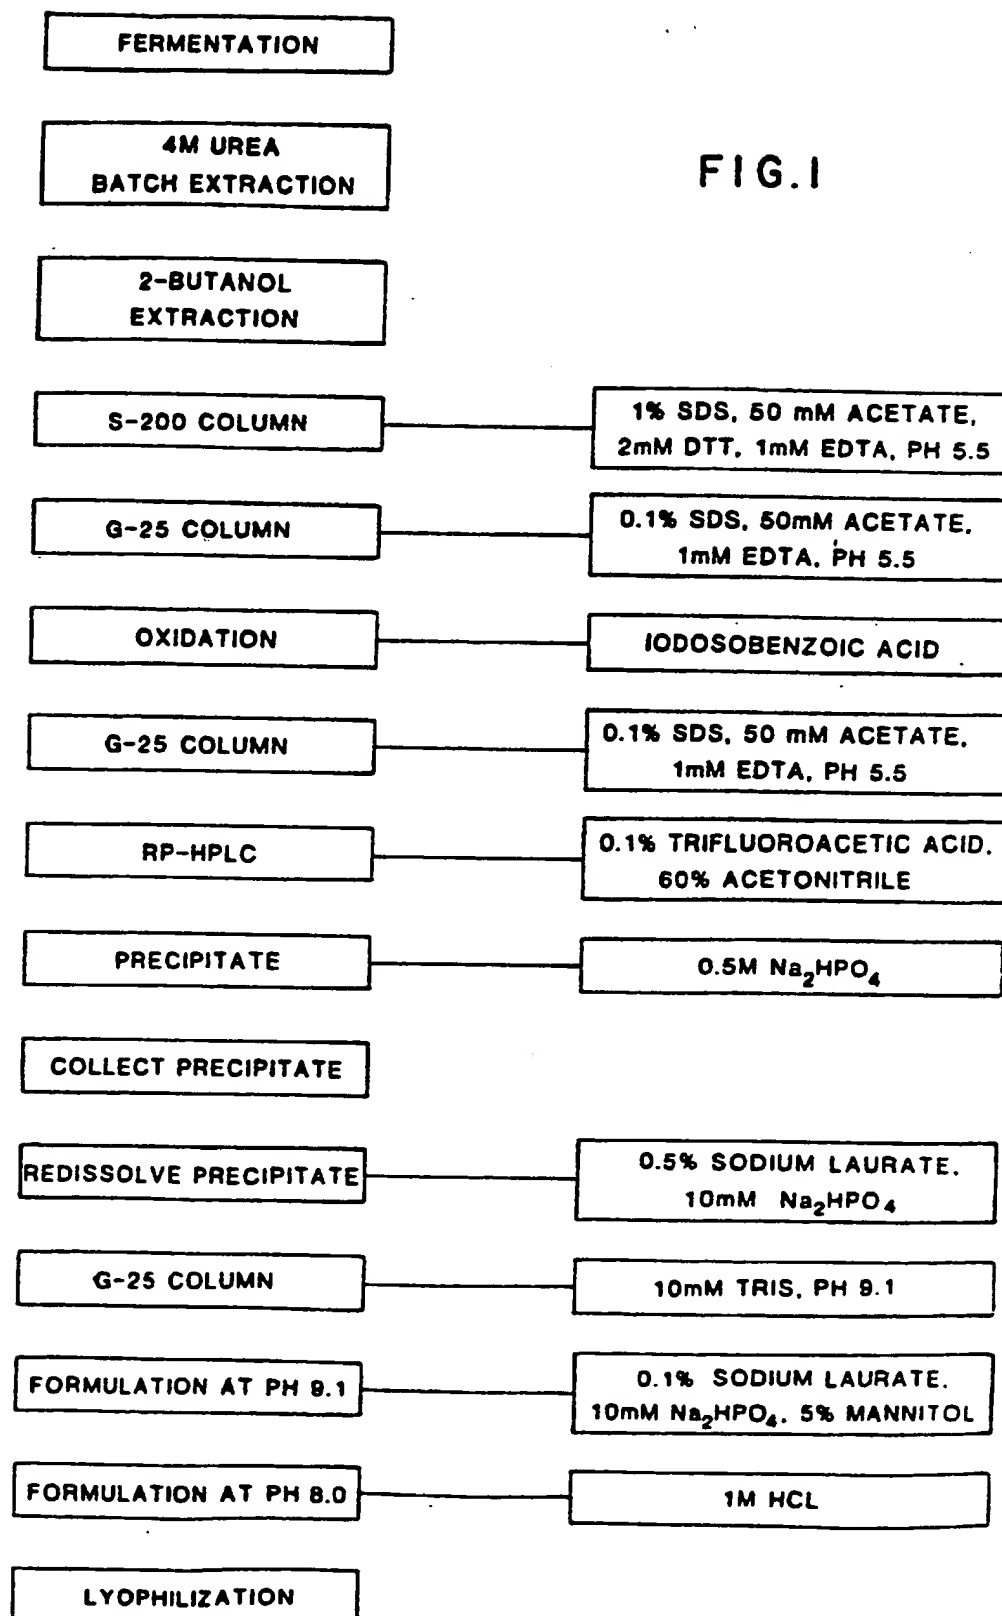 FERMENTATION
4M UREA
BATCH EXTRACTION
FIG.1
2-BUTANOL
EXTRACTION
S-200 COLUMN
1% SDS, 50 mM ACETATE,
2mM DTT, 1mM EDTA, PH 5.5
G-25 COLUMN
0.1% SDS, 50mM ACETATE,
1mM EDTA, PH 5.5
OXIDATION
IODOSOBENZOIC ACID
G-25 COLUMN
0.1% SDS, 50 mM ACETATE,
1mM EDTA, PH 5.5
RP-HPLC
0.1% TRIFLUOROACETIC ACID.
60% ACETONITRILE
PRECIPITATE
0.5M Na₂HPO₄
COLLECT PRECIPITATE
REDISSOLVE PRECIPITATE
0.5% SODIUM LAURATE.
10mM Na₂HPO₄
G-25 COLUMN
10mM TRIS, PH 9.1
FORMULATION AT PH 9.1
0.1% SODIUM LAURATE.
10mM Na₂HPO₄. 5% MANNITOL
FORMULATION AT PH 8.0
1M HCL
LYOPHILIZATION